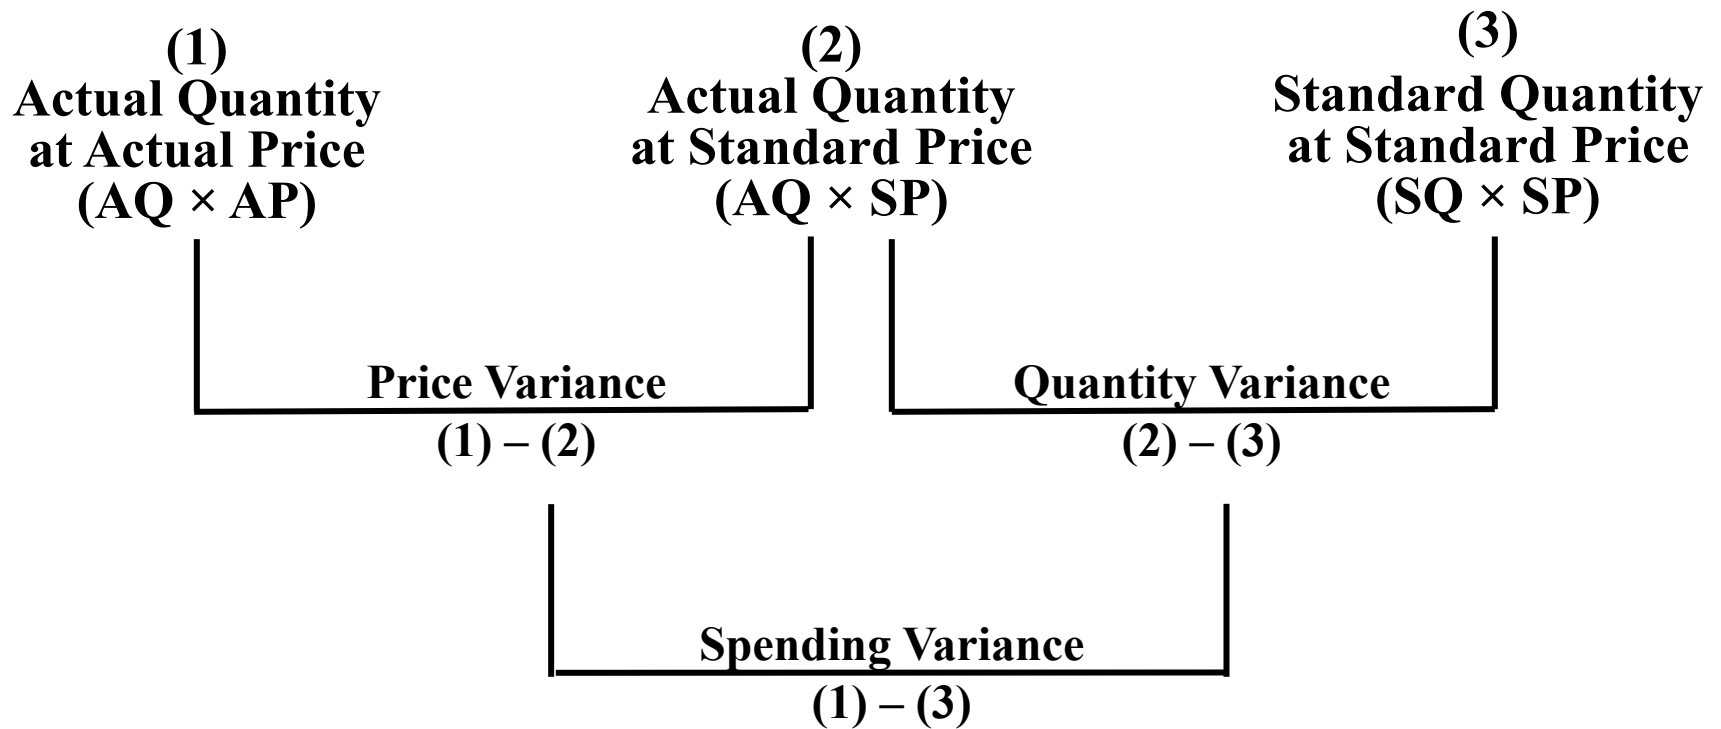 (1)
Actual Quantity
at Actual Price
(AQ × AP)
(2)
Actual Quantity
at Standard Price
(AQ × SP)
(3)
Standard Quantity
at Standard Price
(SQ × SP)
Price Variance
(1) – (2)
Quantity Variance
(2) – (3)
Spending Variance
(1) – (3)